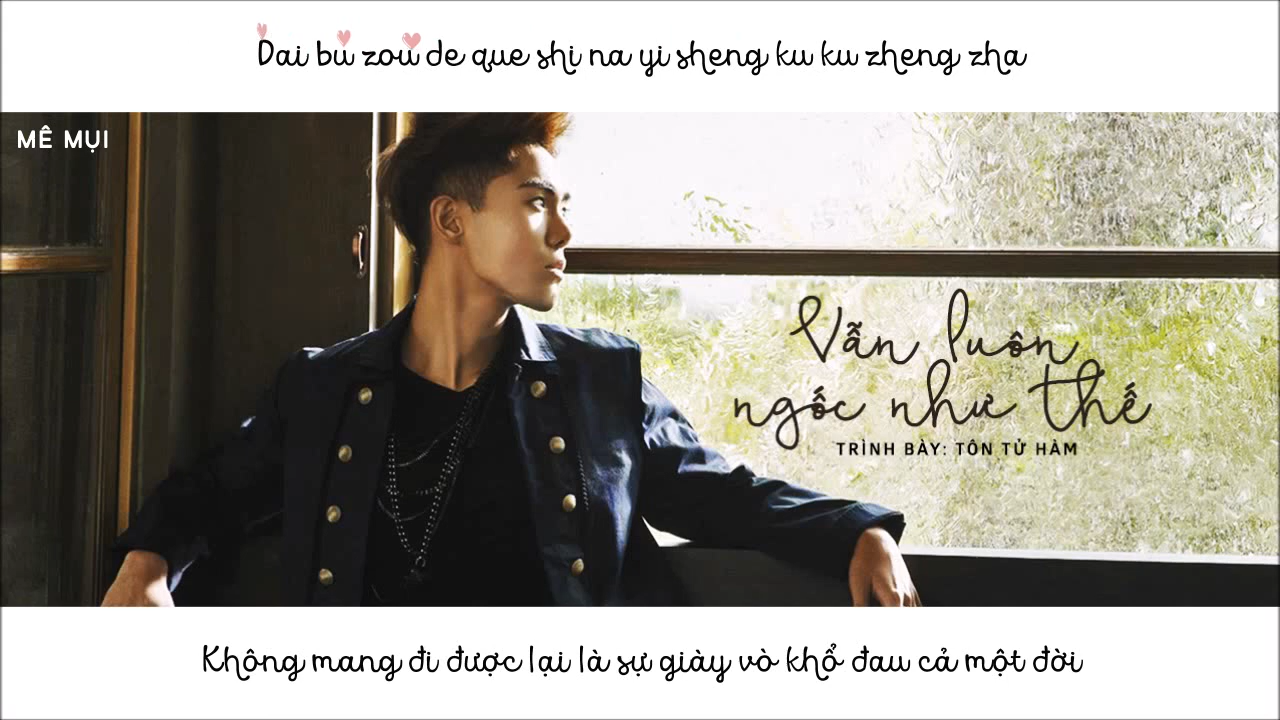 Dai bu zou de que shi na yi sheng ku ku zheng zha
MÊ MỤI
Vẫn luôn
ngốc như thế
TRÌNH BÀY: TÔN TỬ HÀM
Không mang đi được lại là sự giày vò khổ đau cả một đời